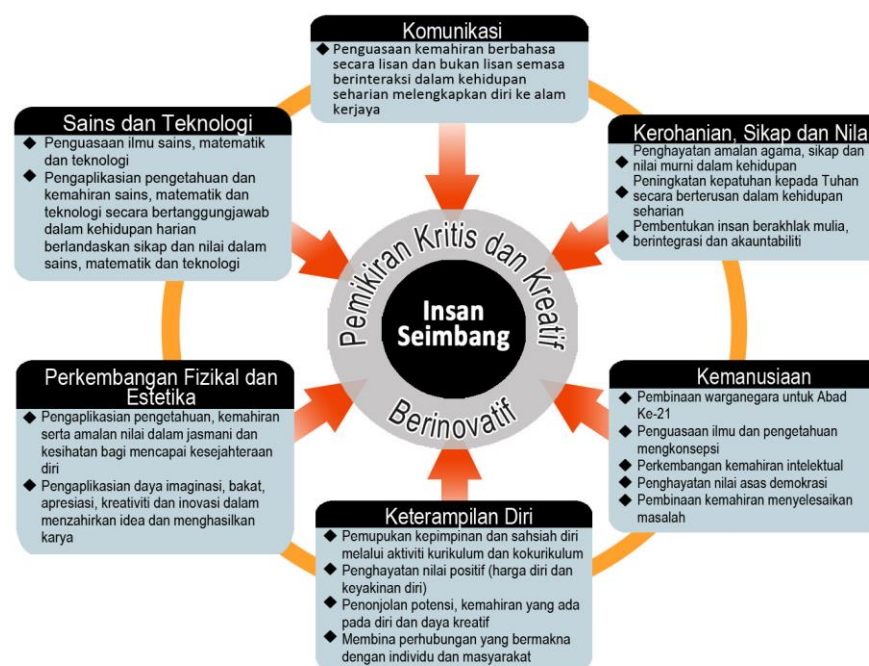 Komunikasi
◆ Penguasaan kemahiran berbahasa
secara lisan dan bukan lisan semasa
berinteraksi dalam kehidupan
seharian melengkapkan diri ke alam
kerjaya
Sains dan Teknologi
◆ Penguasaan ilmu sains, matematik
dan teknologi
◆ Pengaplikasian pengetahuan dan
kemahiran sains, matematik dan
teknologi secara bertanggungjawab
dalam kehidupan harian
berlandaskan sikap dan nilai dalam
sains, matematik dan teknologi
Kerohanian, Sikap dan Nilai
◆ Penghayatan amalan agama, sikap dan
nilai murni dalam kehidupan
◆ Peningkatan kepatuhan kepada Tuhan
secara berterusan dalam kehidupan
seharian
Pembentukan insan berakhlak mulia,
◆ berintegrasi dan akauntabiliti
Pemikiran Kritis dan Kreatif
Insan
Seimbang
Berinovatif
Perkembangan Fizikal dan
Estetika
◆ Pengaplikasian pengetahuan, kemahiran
serta amalan nilai dalam jasmani dan
kesihatan bagi mencapai kesejahteraan
diri
◆ Pengaplikasian daya imaginasi, bakat,
apresiasi, kreativiti dan inovasi dalam
menzahirkan idea dan menghasilkan
karya
Kemanusiaan
◆ Pembinaan warganegara untuk Abad
Ke-21
◆ Penguasaan ilmu dan pengetahuan
mengkonsepsi
◆ Perkembangan kemahiran intelektual
◆ Penghayatan nilai asas demokrasi
◆ Pembinaan kemahiran menyelesaikan
masalah
Keterampilan Diri
◆ Pemupukan kepimpinan dan sahsiah diri
melalui aktiviti kurikulum dan kokurikulum
◆ Penghayatan nilai positif (harga diri dan
keyakinan diri)
◆ Penonjolan potensi, kemahiran yang ada
pada diri dan daya kreatif
◆ Membina perhubungan yang bermakna
dengan individu dan masyarakat